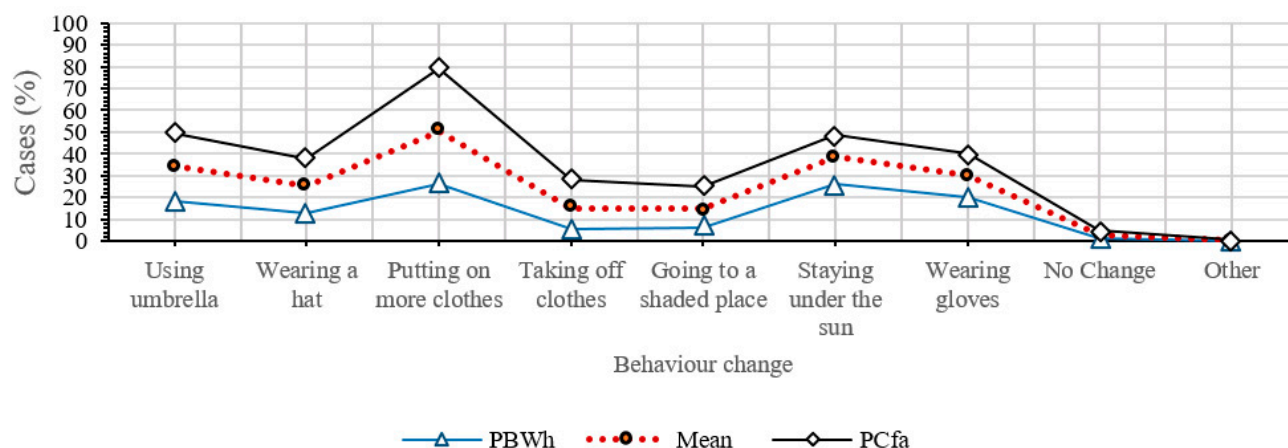 100
90
80
70
60
50
40
30
20
10
0
Cases (%)
Using umbrella
Wearing a hat
Putting on more clothes
Taking off clothes
Going to a shaded place
Staying under the sun
Wearing gloves
No Change
Other
Behaviour change
PBWh Mean PCfa